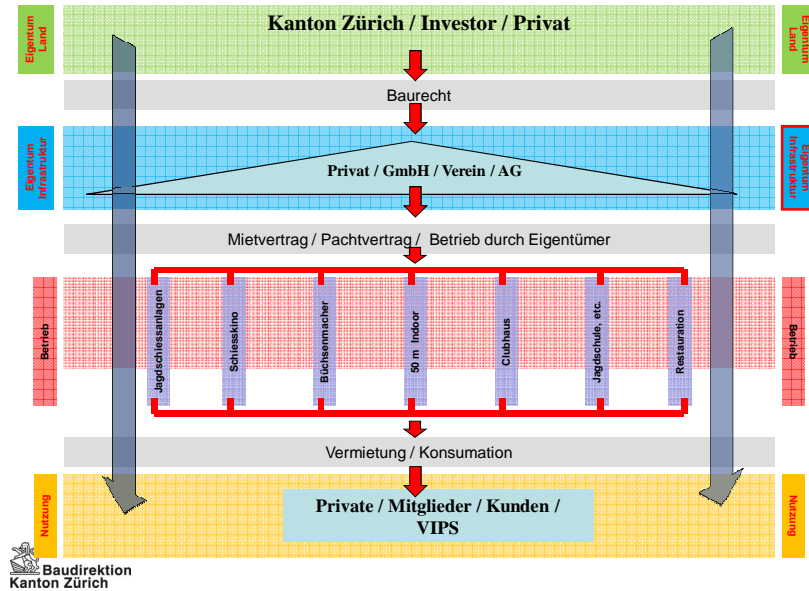 Eigentum
Land
Kanton Zürich / Investor / Privat
Eigentum
Land
Baurecht
Eigentum
Infrastruktur
Privat / GmbH / Verein / AG
Eigentum
Infrastruktur
Mietvertrag / Pachtvertrag / Betrieb durch Eigentümer
Betrieb
Jagdschiessanlagen
Schiesskino
Büchsenmacher
50 m Indoor
Clubhaus
Jagdschule, etc.
Restauration
Betrieb
Vermietung / Konsumation
Nutzung
Private / Mitglieder / Kunden /
VIPS
Nutzung
Baudirektion
Kanton Zürich